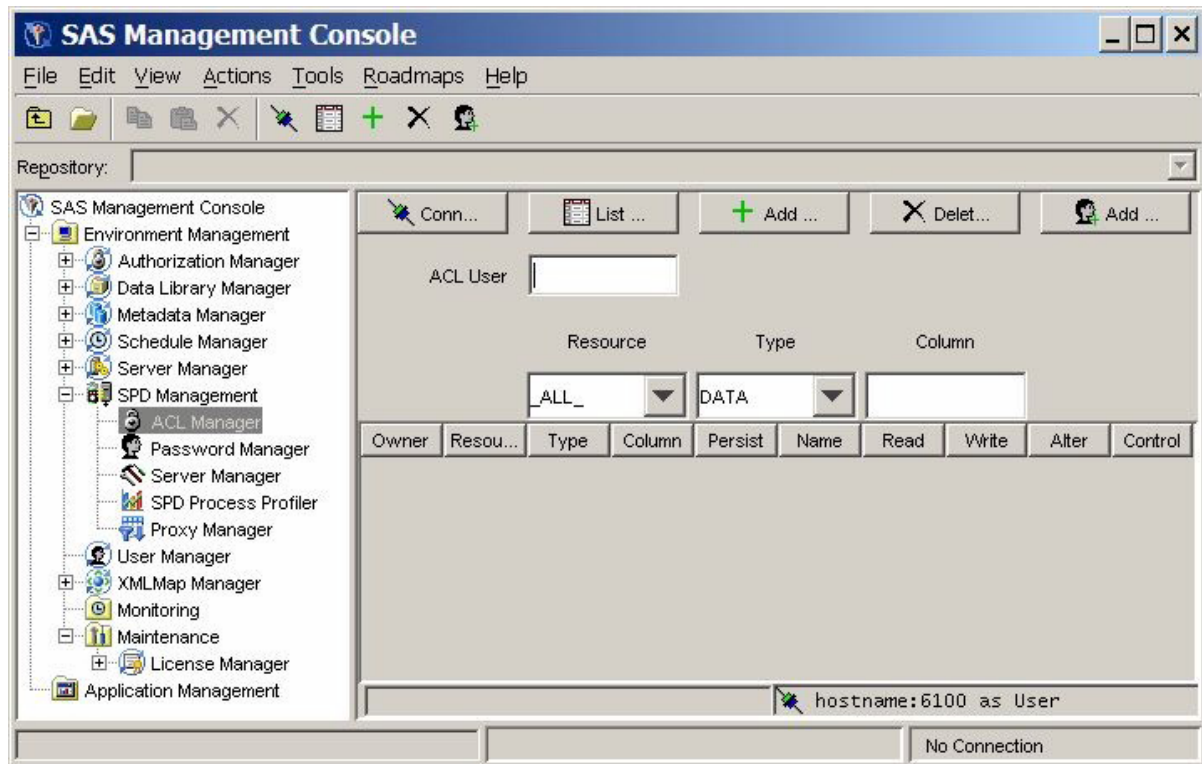 SAS Management Console
File Edit View Actions Tools Roadmaps Help
Repository:
SAS Management Console
Environment Management
Authorization Manager
Data Library Manager
Metadata Manager
Schedule Manager
Server Manager
SPD Management
ACL Manager
Password Manager
Server Manager
SPD Process Profiler
Proxy Manager
User Manager
XMLMap Manager
Monitoring
Maintenance
License Manager
Application Management
Conn... List ... Add ... Delet... Add ...
ACL User
Resource Type Column
_ALL_ DATA
Owner Resou... Type Column Persist Name Read Write Alter Control
hostname:6100 as User
No Connection